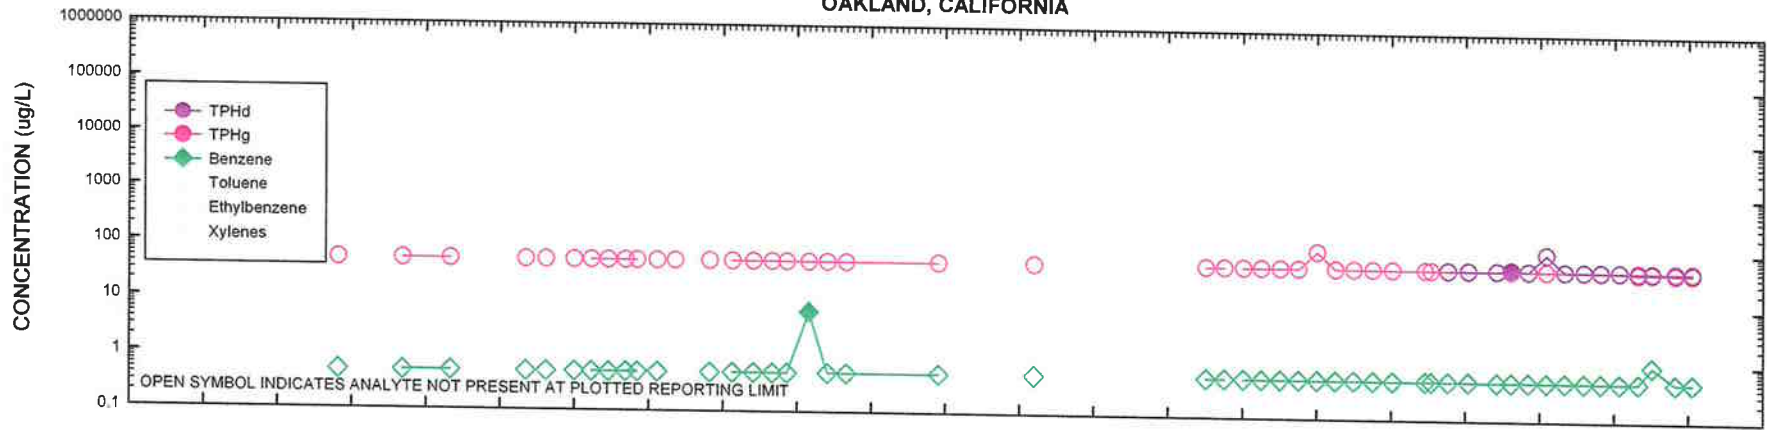 OAKLAND, CALIFORNIA
CONCENTRATION (ug/L)
1000000
100000
10000
1000
100
10
1
0.1
TPHd
TPHg
Benzene
Toluene
Ethylbenzene
Xylenes
OPEN SYMBOL INDICATES ANALYTE NOT PRESENT AT PLOTTED REPORTING LIMIT